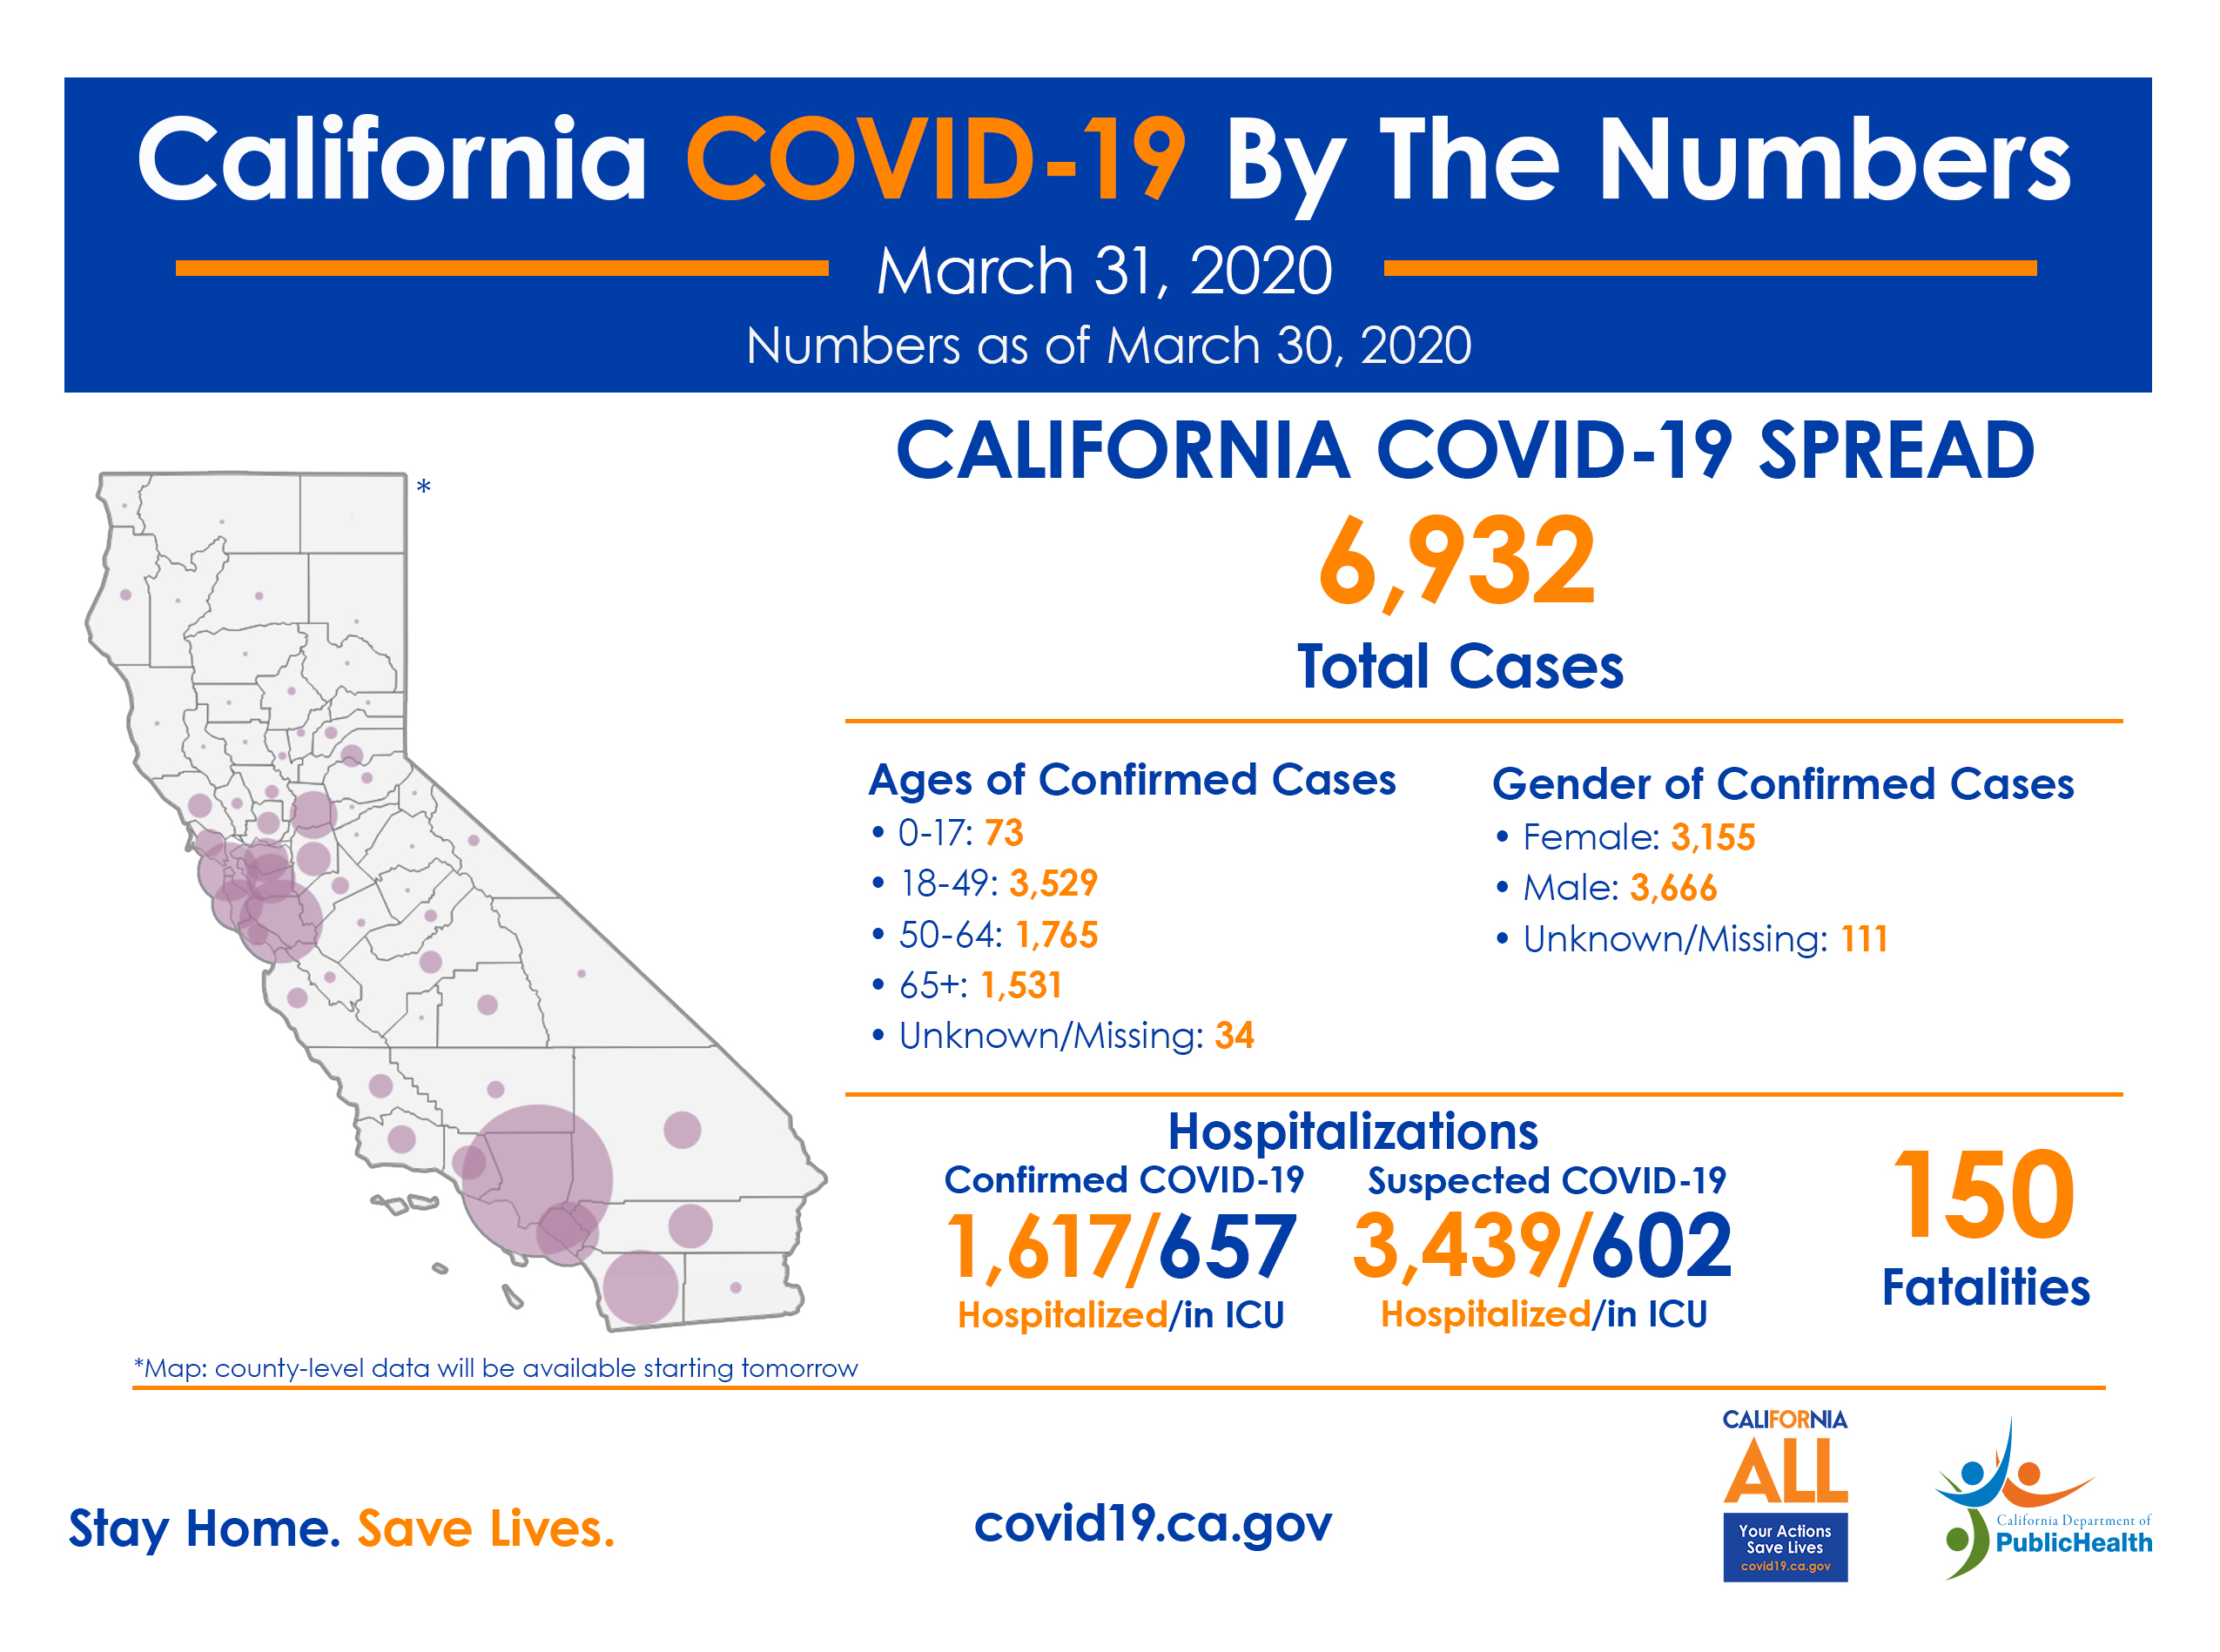 California COVID-19 By The Numbers
March 31, 2020
Numbers as of March 30, 2020
*
CALIFORNIA COVID-19 SPREAD
6,932
Total Cases
Ages of Confirmed Cases
• 0-17: 73
• 18-49: 3,529
• 50-64: 1,765
• 65+: 1,531
• Unknown/Missing: 34
Gender of Confirmed Cases
• Female: 3,155
• Male: 3,666
• Unknown/Missing: 111
Hospitalizations
Confirmed COVID-19
1,617/657
Hospitalized/in ICU
Suspected COVID-19
3,439/602
Hospitalized/in ICU
150
Fatalities
*Map: county-level data will be available starting tomorrow
Stay Home. Save Lives.
covid19.ca.gov
CALIFORNIA
ALL
Your Actions
Save Lives
covid19.ca.gov
California Department of
PublicHealth